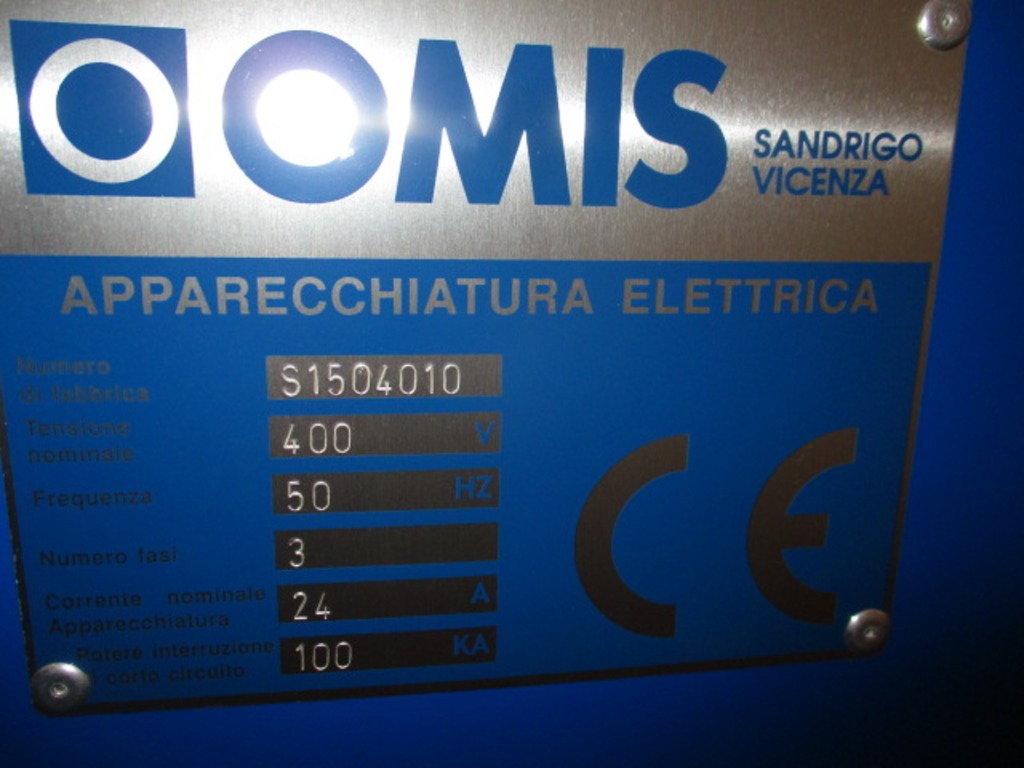 OMIS
SANDRIGO
VICENZA
APPARECCHIATURA ELETTRICA
Numero
di fabbrica
S1504010
Tensione
nominale
400 V
Frequenza
50 HZ
Numero fasi
3
Corrente nominale
Apparecchiatura
24 A
Potere interruzione
corto circuito
100 KA
CE